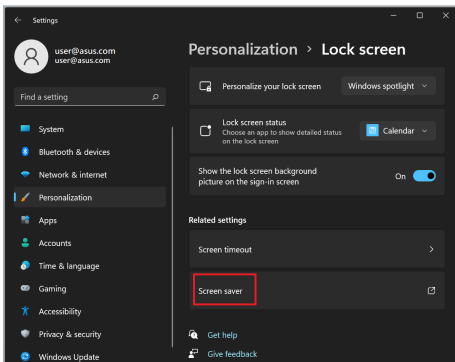 Settings
user@asus.com
user@asus.com
Find a setting
System
Bluetooth & devices
Network & internet
Personalization
Apps
Accounts
Time & language
Gaming
Accessibility
Privacy & security
Windows Update
Personalization > Lock screen
Personalize your lock screen
Windows spotlight
Lock screen status
Choose an app to show detailed status
on the lock screen
Calendar
Show the lock screen background
picture on the sign-in screen
On
Related settings
Screen timeout
Screen saver
Get help
Give feedback